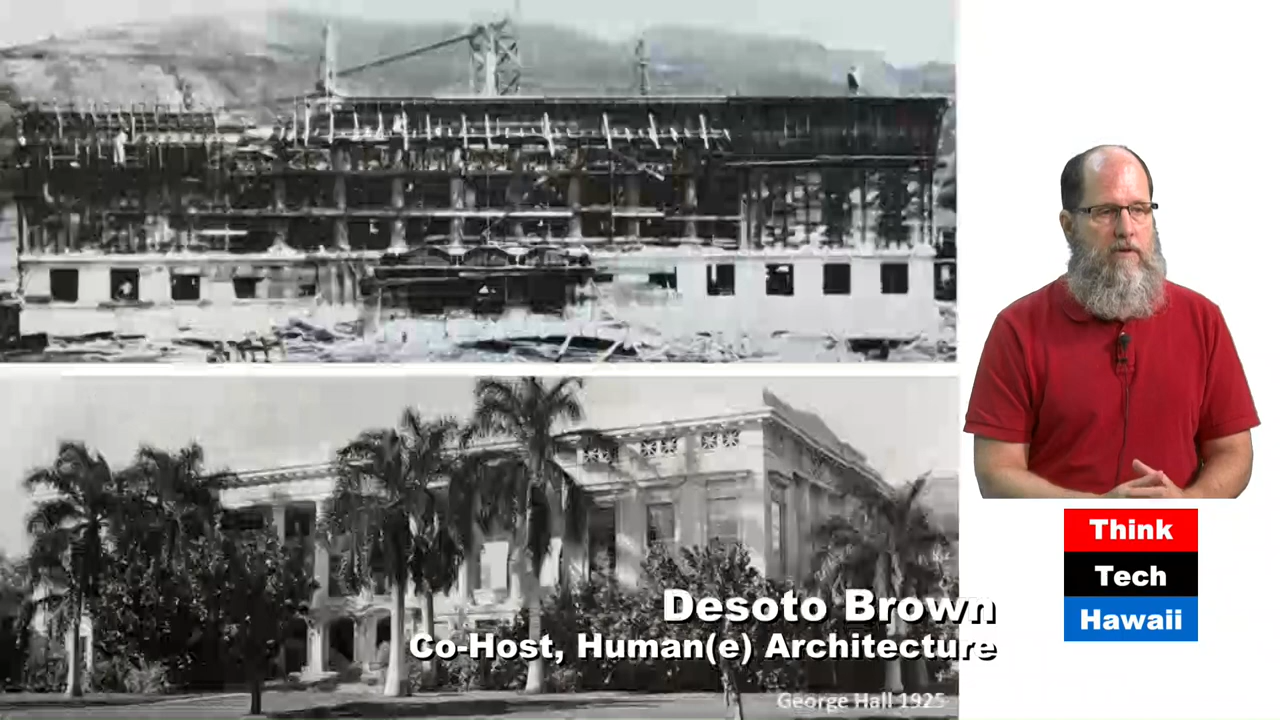 Think
Tech
Hawaii
Desoto Brown
Co-Host, Human(e) Architecture
George Hall 1925